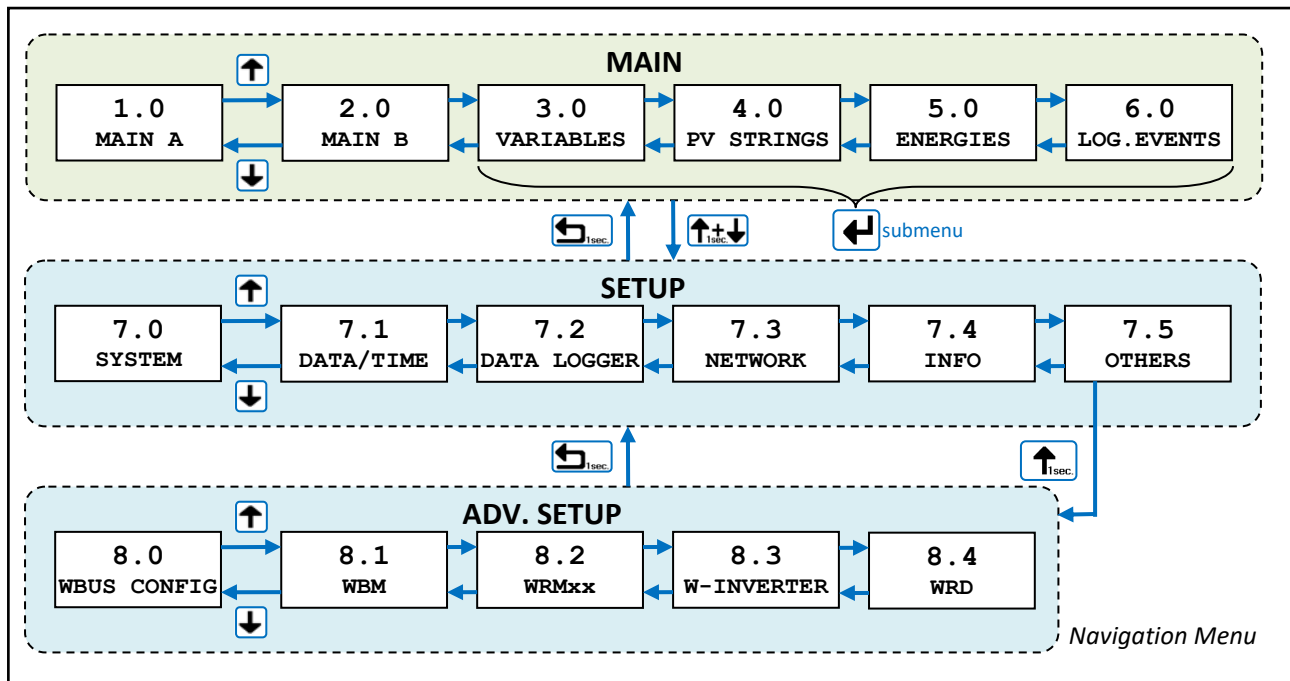 MAIN
1.0
MAIN A
2.0
MAIN B
3.0
VARIABLES
4.0
PV STRINGS
5.0
ENERGIES
6.0
LOG.EVENTS
1sec.
+
1sec.
submenu
SETUP
7.0
SYSTEM
7.1
DATA/TIME
7.2
DATA LOGGER
7.3
NETWORK
7.4
INFO
7.5
OTHERS
1sec.
1sec.
ADV. SETUP
8.0
WBUS CONFIG
8.1
WBM
8.2
WRMxx
8.3
W-INVERTER
8.4
WRD
Navigation Menu